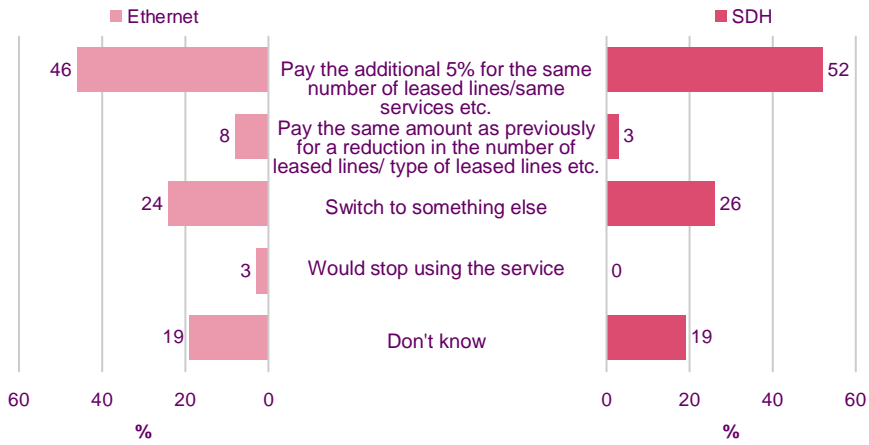 Ethernet
SDH
46
Pay the additional 5% for the same
number of leased lines/same
services etc.
52
8
Pay the same amount as previously
for a reduction in the number of
leased lines/ type of leased lines etc.
3
24
Switch to something else
26
3
Would stop using the service
0
19
Don't know
19
60 40 20 0
0 20 40 60
%
%